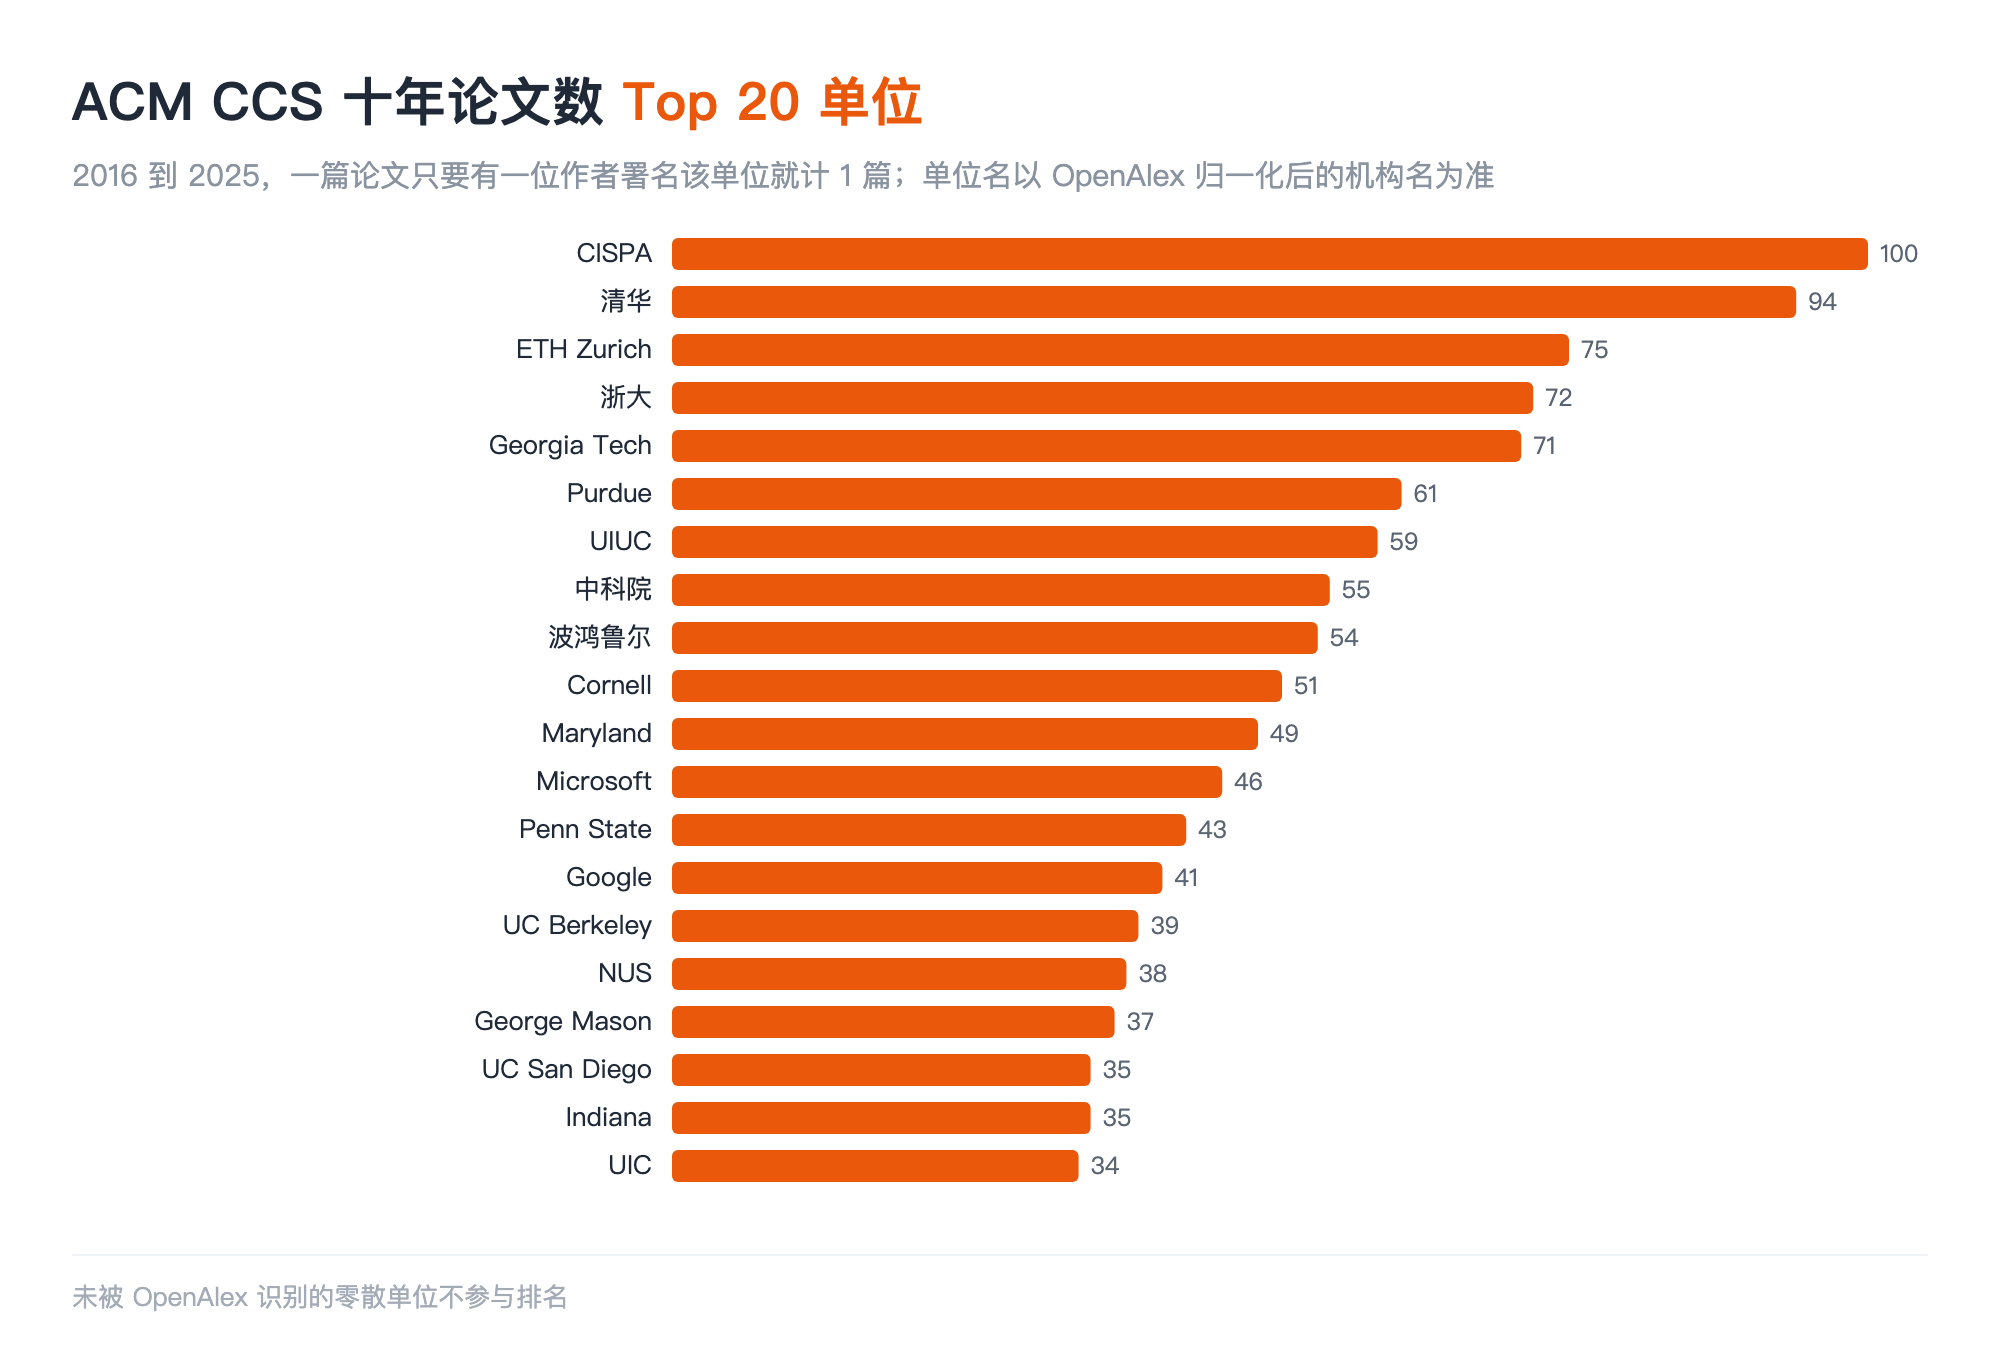 ACM CCS 十年论文数 Top 20 单位
2016 到 2025，一篇论文只要有一位作者署名该单位就计 1 篇；单位名以 OpenAlex 归一化后的机构名为准
CISPA 100
清华 94
ETH Zurich 75
浙大 72
Georgia Tech 71
Purdue 61
UIUC 59
中科院 55
波鸿鲁尔 54
Cornell 51
Maryland 49
Microsoft 46
Penn State 43
Google 41
UC Berkeley 39
NUS 38
George Mason 37
UC San Diego 35
Indiana 35
UIC 34
未被 OpenAlex 识别的零散单位不参与排名